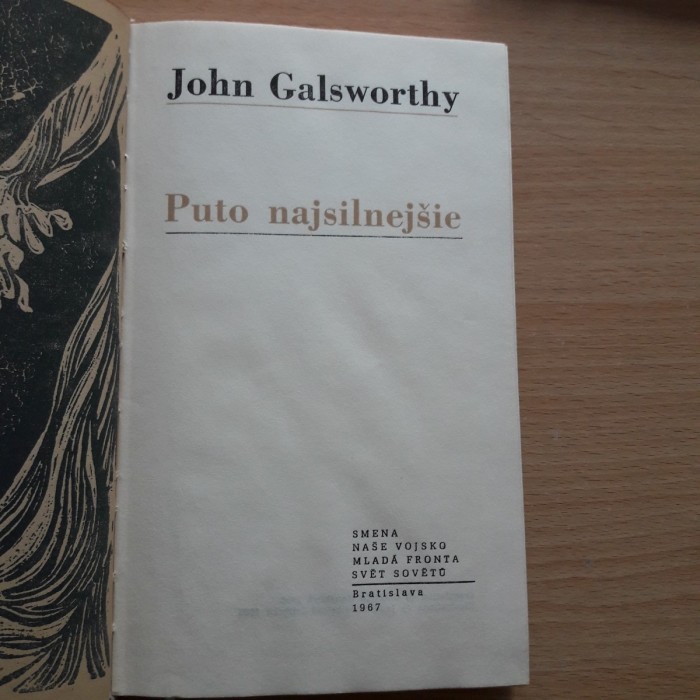 John Galsworthy
Puto najsilnejšie
SMENA
NAŠE VOJSKO
MLADÁ FRONTA
SVĚT SOVĚTŮ
Bratislava
1967